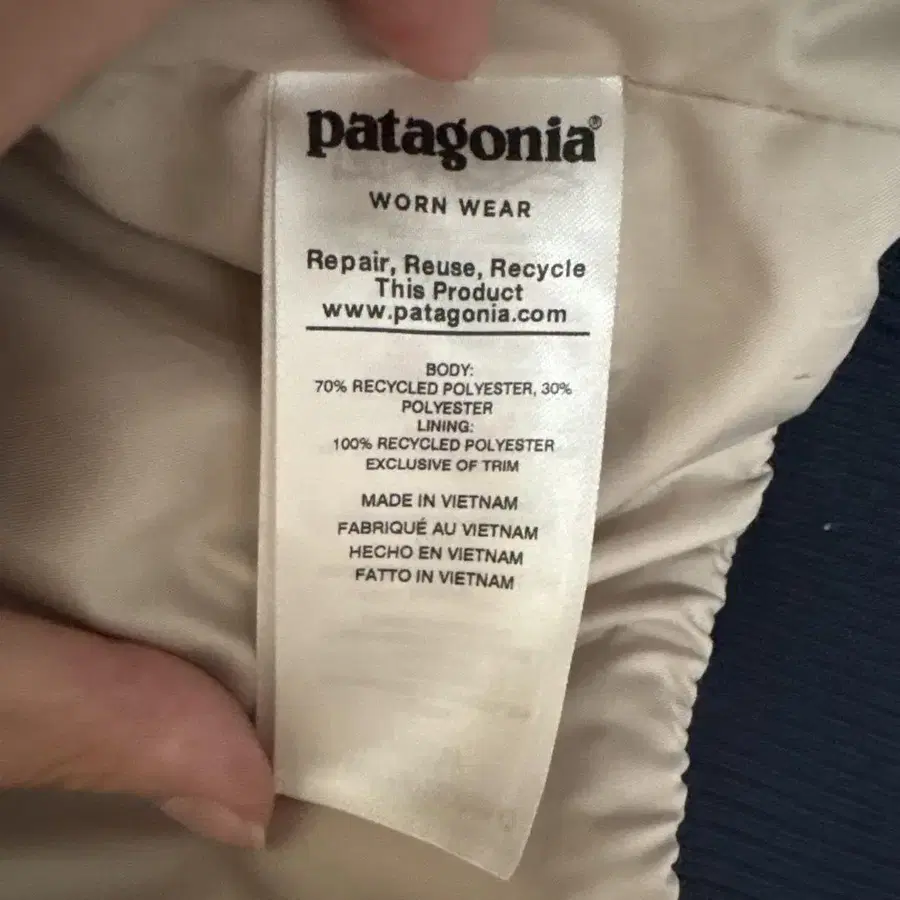 patagonia®
WORN WEAR
Repair, Reuse, Recycle
This Product
www.patagonia.com
BODY:
70% RECYCLED POLYESTER, 30%
POLYESTER
LINING:
100% RECYCLED POLYESTER
EXCLUSIVE OF TRIM
MADE IN VIETNAM
FABRIQUÉ AU VIETNAM
HECHO EN VIETNAM
FATTO IN VIETNAM